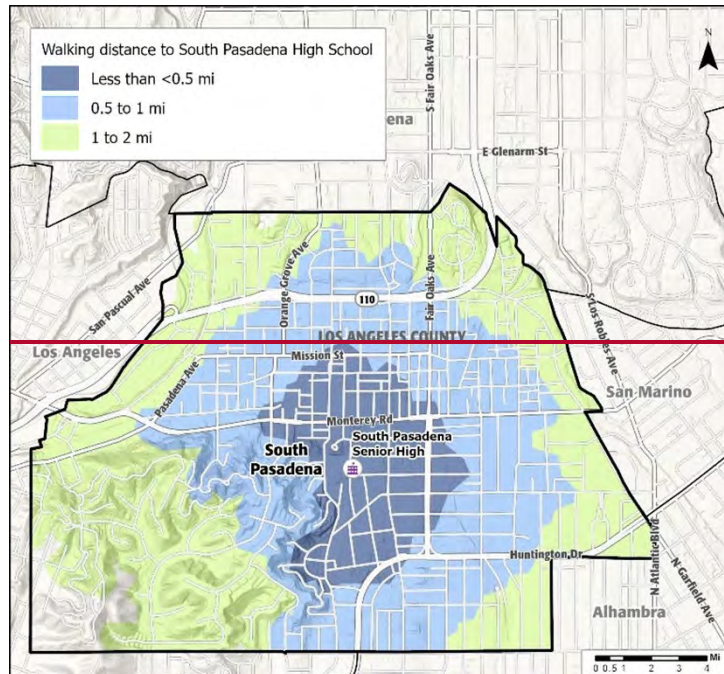 Walking distance to South Pasadena High School
Less than <0.5 mi
0.5 to 1 mi
1 to 2 mi
N
S Fair Oaks Ave
ena
E Glenarm St
Orange Grove Ave
Fair Oaks Ave
San Pascual Ave
110
S Los Robles Ave
LOS ANGELES COUNTY
Los Angeles
Mission St
Pasadena Ave
San Marino
Monterey Rd
South Pasadena
Senior High
South
Pasadena
Huntington Dr
N Atlantic Blvd
N Garfield Ave
Alhambra
Mi
0 0.5 1 2 3 4